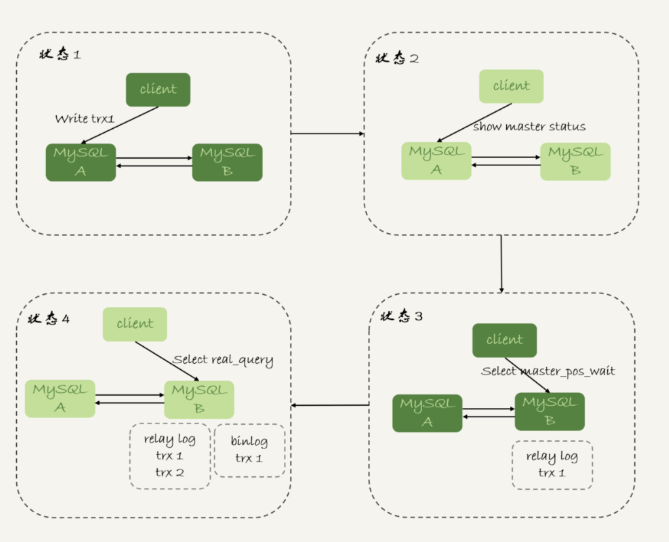 状态1
client
Write trx1
MySQL
A
MySQL
B
状态2
client
show master status
MySQL
A
MySQL
B
状态4
client
Select real_query
MySQL
A
MySQL
B
relay log
trx 1
trx 2
binlog
trx 1
状态3
client
Select master_pos_wait
MySQL
A
MySQL
B
relay log
trx 1